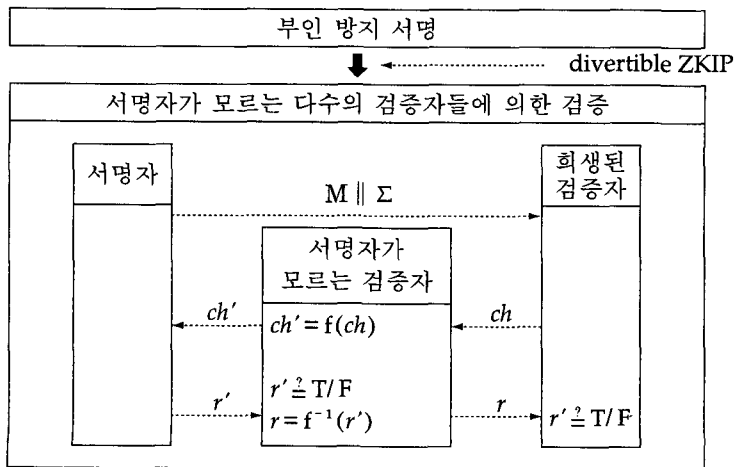 부인 방지 서명
divertible ZKIP
서명자가 모르는 다수의 검증자들에 의한 검증
서명자
희생된
검증자
M || Σ
서명자가
모르는 검증자
ch'
ch' = f(ch)
ch
r' ≟ T/F
r'
r = f⁻¹(r')
r
r' ≟ T/F